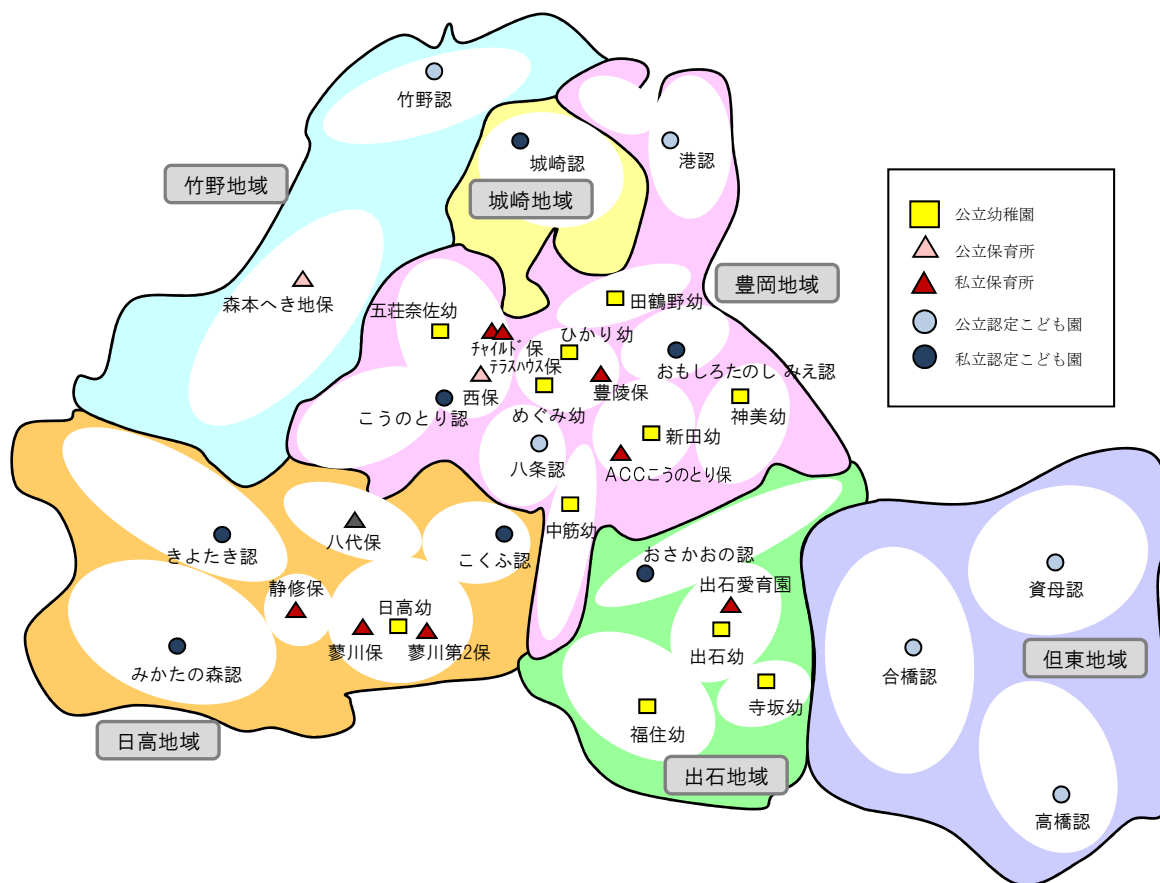 竹野認
城崎認
港認
竹野地域
城崎地域
公立幼稚園
公立保育所
私立保育所
公立認定こども園
私立認定こども園
豊岡地域
森本へき地保
五荘奈佐幼
田鶴野幼
ひかり幼
ﾁｬｲﾙﾄﾞ保
ﾃﾗｽﾊｳｽ保
西保
おもしろたのしみえ認
豊陵保
こうのとり認
めぐみ幼
神美幼
新田幼
八条認
ACCこうのとり保
中筋幼
きよたき認
八代保
こくふ認
おさかおの認
静修保
日高幼
出石愛育園
資母認
みかたの森認
蓼川保
蓼川第2保
出石幼
合橋認
但東地域
寺坂幼
福住幼
日高地域
出石地域
高橋認